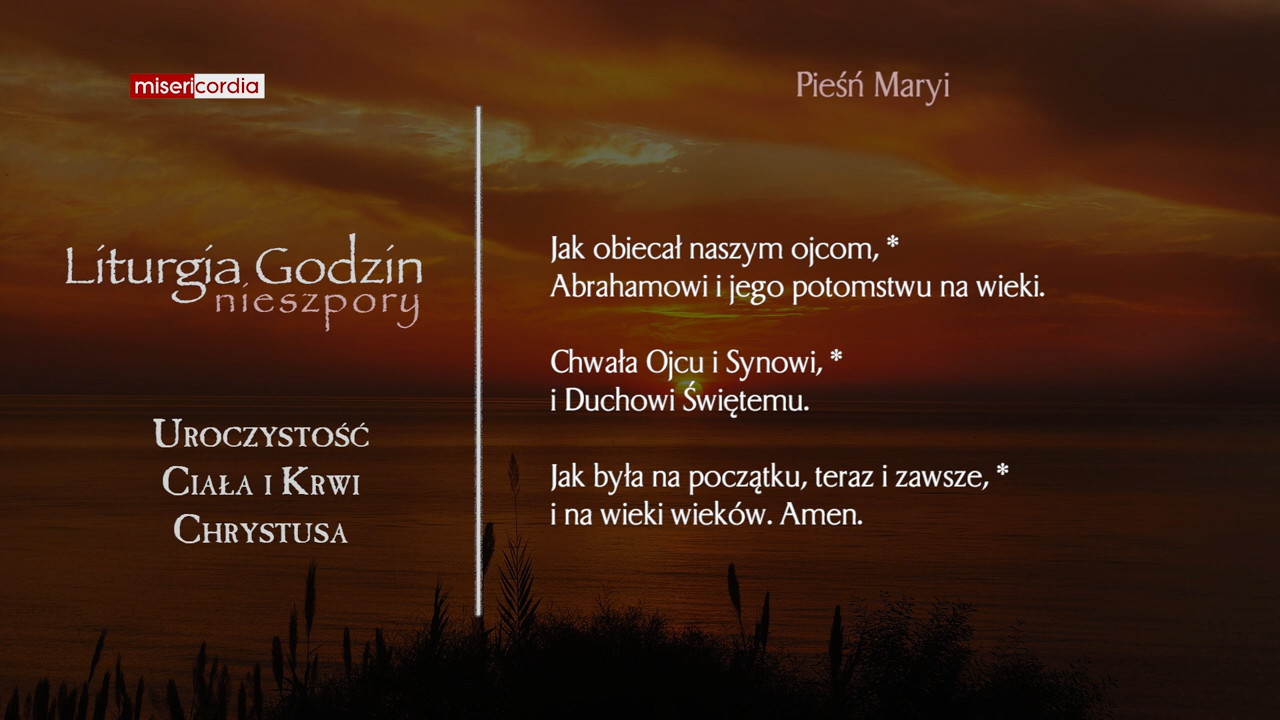 misericordia
Liturgia Godzin
nieszpory
Uroczystość
Ciała i Krwi
Chrystusa
Pieśń Maryi
Jak obiecał naszym ojcom, *
Abrahamowi i jego potomstwu na wieki.
Chwała Ojcu i Synowi, *
i Duchowi Świętemu.
Jak była na początku, teraz i zawsze, *
i na wieki wieków. Amen.